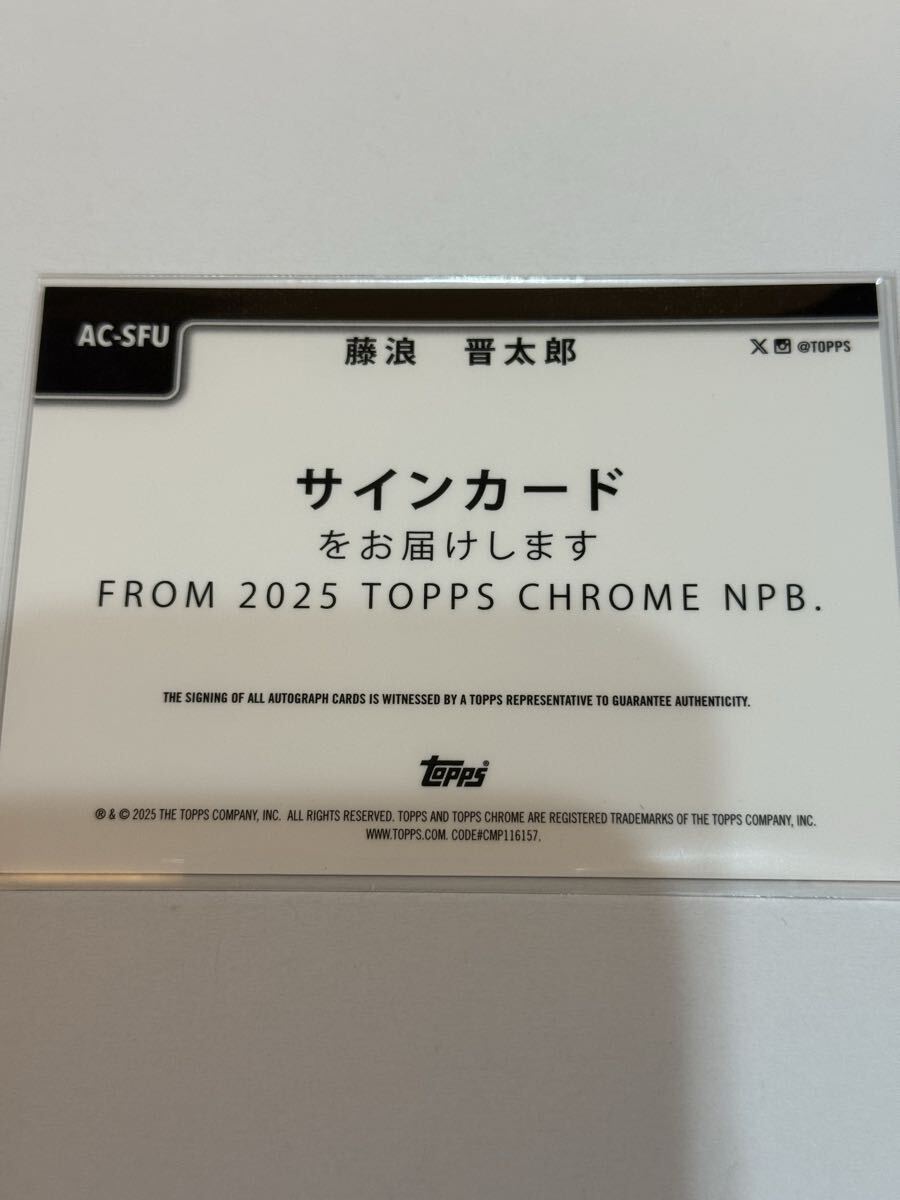 AC-SFU
藤浪 晋太郎
X @TOPPS
サインカード
をお届けします
FROM 2025 TOPPS CHROME NPB.
THE SIGNING OF ALL AUTOGRAPH CARDS IS WITNESSED BY A TOPPS REPRESENTATIVE TO GUARANTEE AUTHENTICITY.
topps®
® & © 2025 THE TOPPS COMPANY, INC. ALL RIGHTS RESERVED. TOPPS AND TOPPS CHROME ARE REGISTERED TRADEMARKS OF THE TOPPS COMPANY, INC.
WWW.TOPPS.COM. CODE#CMP116157.